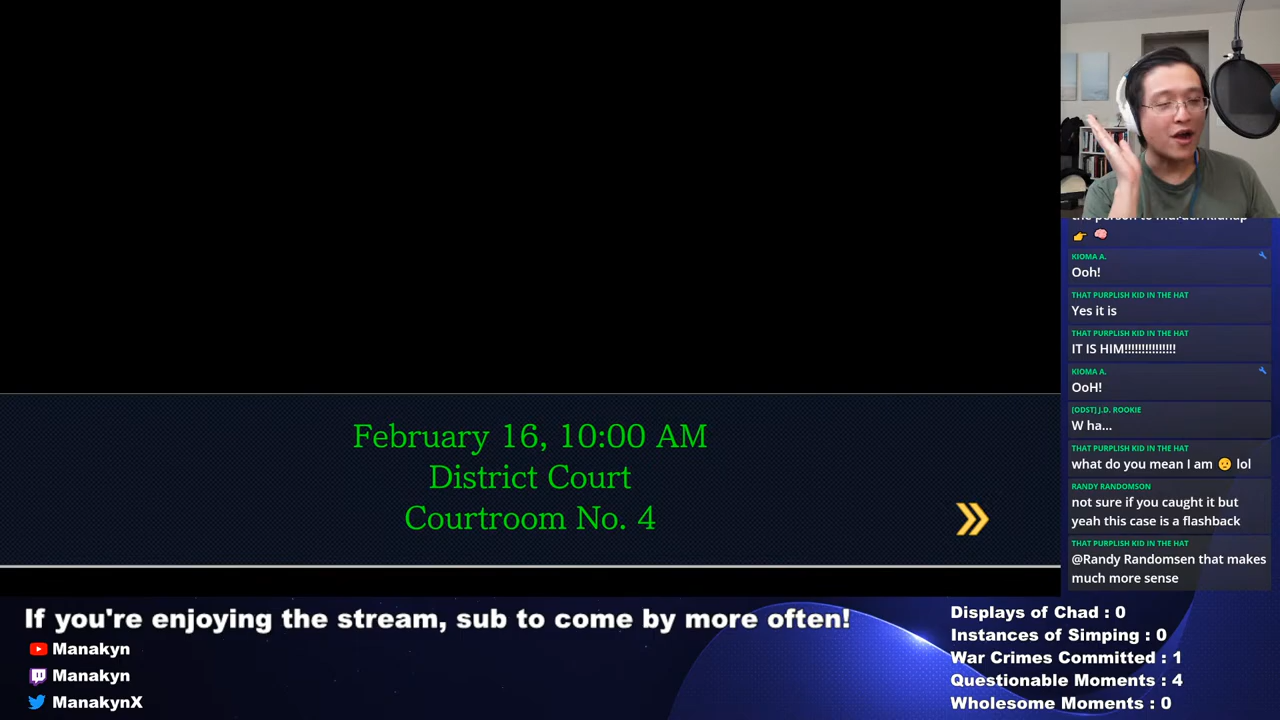 February 16, 10:00 AM
District Court
Courtroom No. 4
KIOMA A.
Ooh!
THAT PURPLISH KID IN THE HAT
Yes it is
THAT PURPLISH KID IN THE HAT
IT IS HIM!!!!!!!!!!!!!!!
KIOMA A.
OoH!
[ODST] J.D. ROOKIE
W ha...
THAT PURPLISH KID IN THE HAT
what do you mean I am 😟 lol
RANDY RANDOMSON
not sure if you caught it but
yeah this case is a flashback
THAT PURPLISH KID IN THE HAT
@Randy Randomsen that makes
much more sense
If you're enjoying the stream, sub to come by more often!
Manakyn
Manakyn
ManakynX
Displays of Chad : 0
Instances of Simping : 0
War Crimes Committed : 1
Questionable Moments : 4
Wholesome Moments : 0